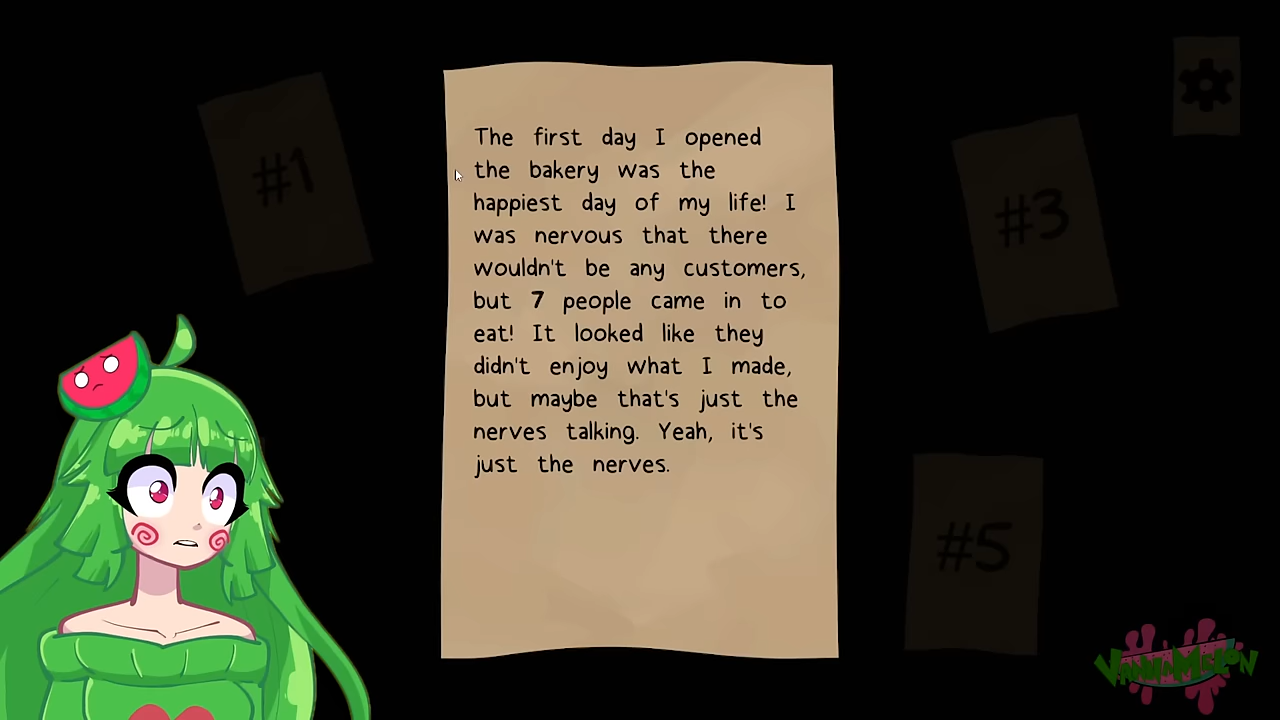 #1
The first day I opened
the bakery was the
happiest day of my life! I
was nervous that there
wouldn't be any customers,
but 7 people came in to
eat! It looked like they
didn't enjoy what I made,
but maybe that's just the
nerves talking. Yeah, it's
just the nerves.
#3
#5
VANNAMELON